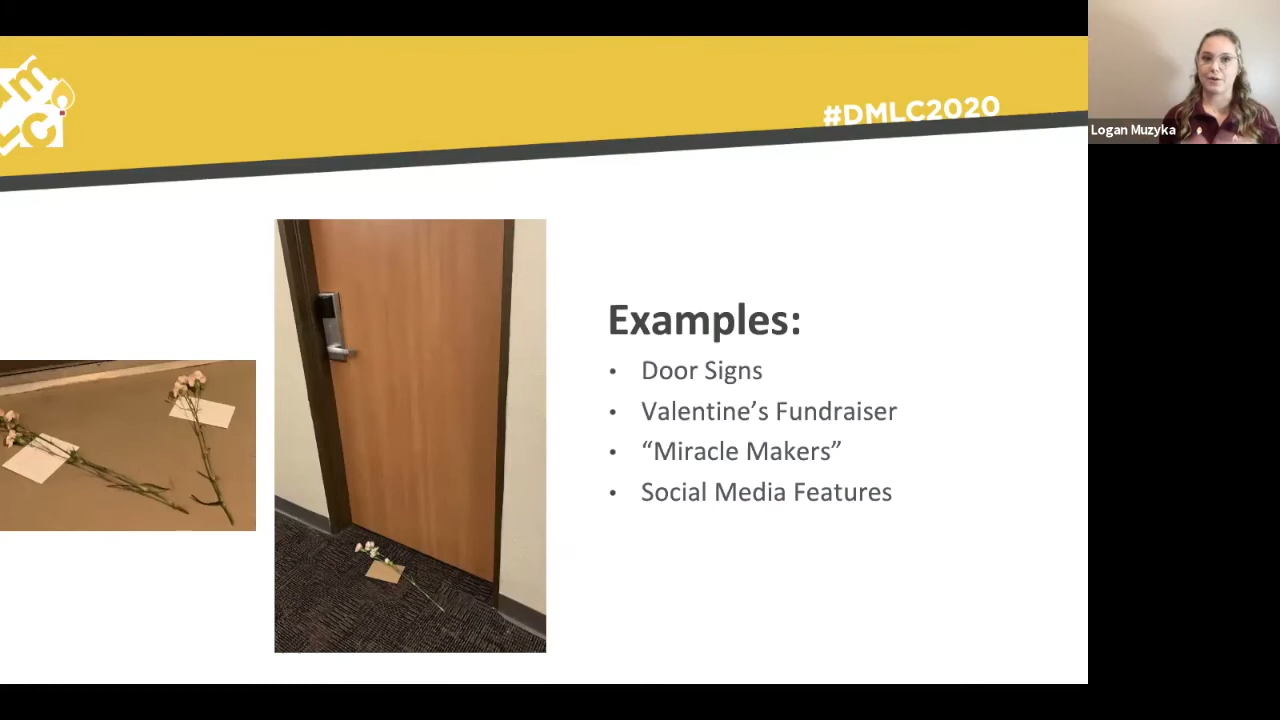 #DMLC2020
Logan Muzyka
Examples:
• Door Signs
• Valentine’s Fundraiser
• “Miracle Makers”
• Social Media Features